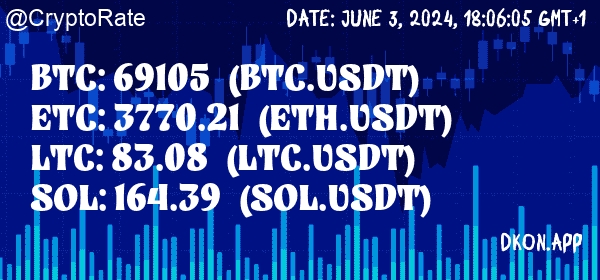 @CryptoRate
DATE: JUNE 3, 2024, 18:06:05 GMT+1
BTC: 69105 (BTC.USDT)
ETC: 3770.21 (ETH.USDT)
LTC: 83.08 (LTC.USDT)
SOL: 164.39 (SOL.USDT)
DKON.APP